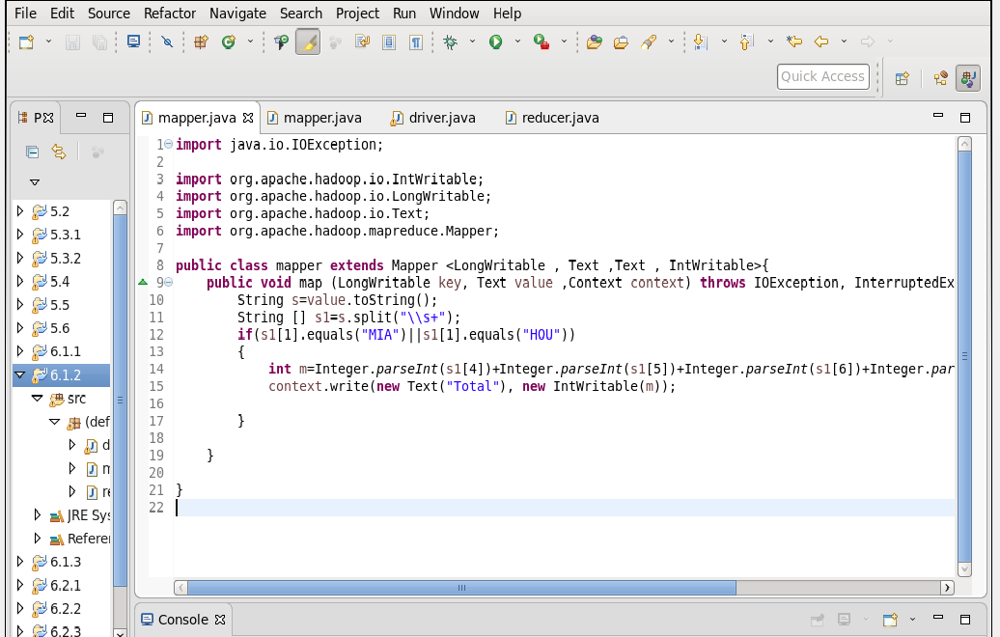 File Edit Source Refactor Navigate Search Project Run Window Help
Quick Access
P
mapper.java mapper.java driver.java reducer.java
5.2
5.3.1
5.3.2
5.4
5.5
5.6
6.1.1
6.1.2
src
(def
d
m
re
JRE Sys
Referen
6.1.3
6.2.1
6.2.2
6.2.3
1 import java.io.IOException;
2
3 import org.apache.hadoop.io.IntWritable;
4 import org.apache.hadoop.io.LongWritable;
5 import org.apache.hadoop.io.Text;
6 import org.apache.hadoop.mapreduce.Mapper;
7
8 public class mapper extends Mapper <LongWritable , Text ,Text , IntWritable>{
9 public void map (LongWritable key, Text value ,Context context) throws IOException, InterruptedEx
10 String s=value.toString();
11 String [] s1=s.split("\\s+");
12 if(s1[1].equals("MIA")||s1[1].equals("HOU"))
13 {
14 int m=Integer.parseInt(s1[4])+Integer.parseInt(s1[5])+Integer.parseInt(s1[6])+Integer.par
15 context.write(new Text("Total"), new IntWritable(m));
16
17 }
18
19 }
20
21 }
22
Console